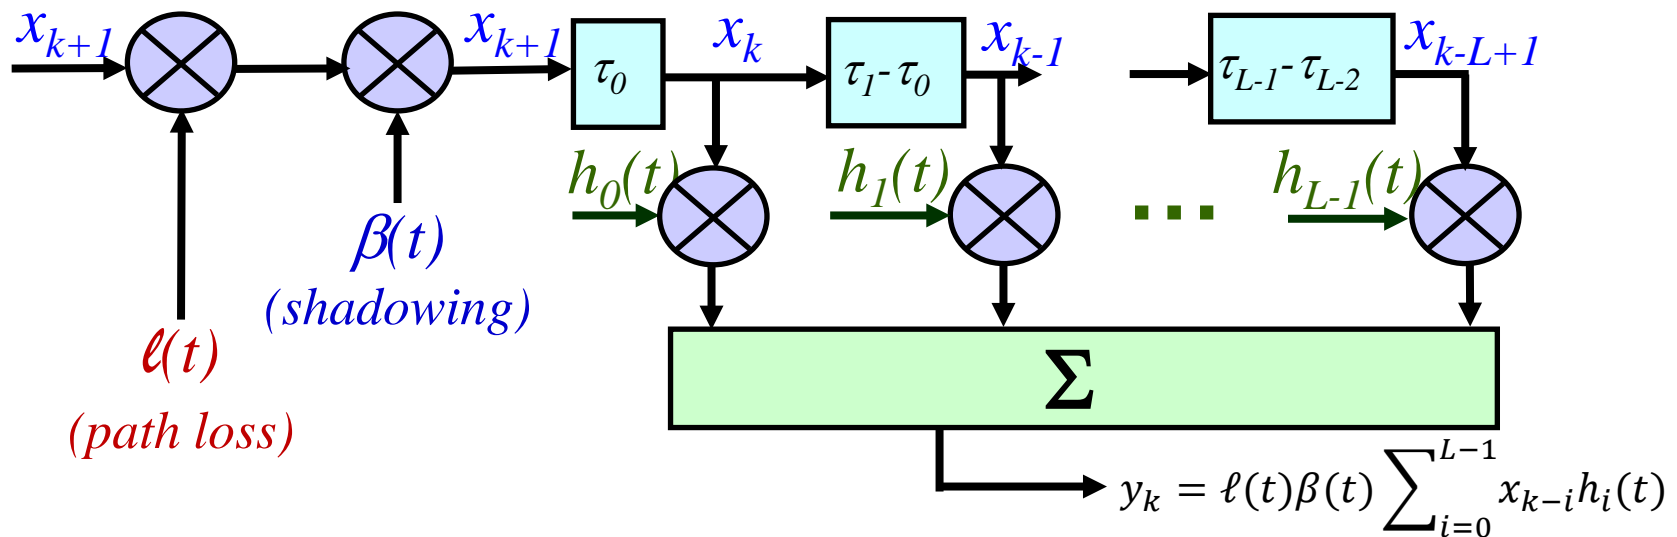 x_{k+1} x_{k+1} τ_0 x_k τ_1-τ_0 x_{k-1} τ_{L-1}-τ_{L-2} x_{k-L+1}
h_0(t) h_1(t) ... h_{L-1}(t)
β(t)
(shadowing)
ℓ(t)
Σ
(path loss)
y_k = ℓ(t)β(t) ∑_{i=0}^{L-1} x_{k-i}h_i(t)